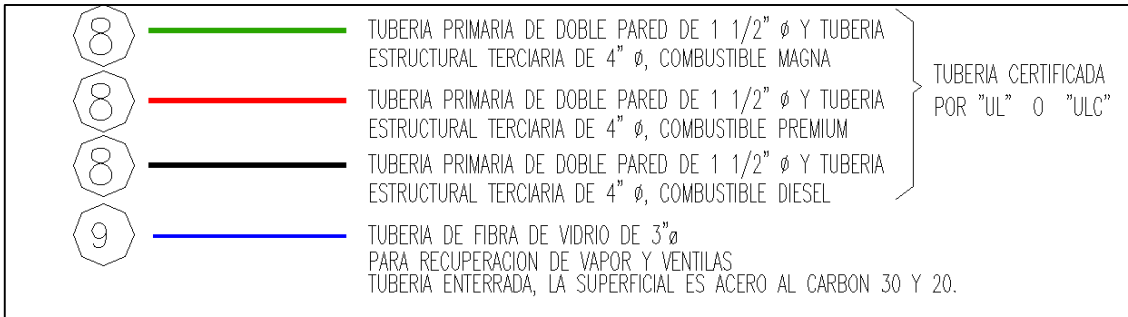 8 TUBERIA PRIMARIA DE DOBLE PARED DE 1 1/2" ø Y TUBERIA
ESTRUCTURAL TERCIARIA DE 4" ø, COMBUSTIBLE MAGNA
8 TUBERIA PRIMARIA DE DOBLE PARED DE 1 1/2" ø Y TUBERIA
ESTRUCTURAL TERCIARIA DE 4" ø, COMBUSTIBLE PREMIUM
8 TUBERIA PRIMARIA DE DOBLE PARED DE 1 1/2" ø Y TUBERIA
ESTRUCTURAL TERCIARIA DE 4" ø, COMBUSTIBLE DIESEL
TUBERIA CERTIFICADA
POR "UL" O "ULC"
9 TUBERIA DE FIBRA DE VIDRIO DE 3"ø
PARA RECUPERACION DE VAPOR Y VENTILAS
TUBERIA ENTERRADA, LA SUPERFICIAL ES ACERO AL CARBON 30 Y 20.